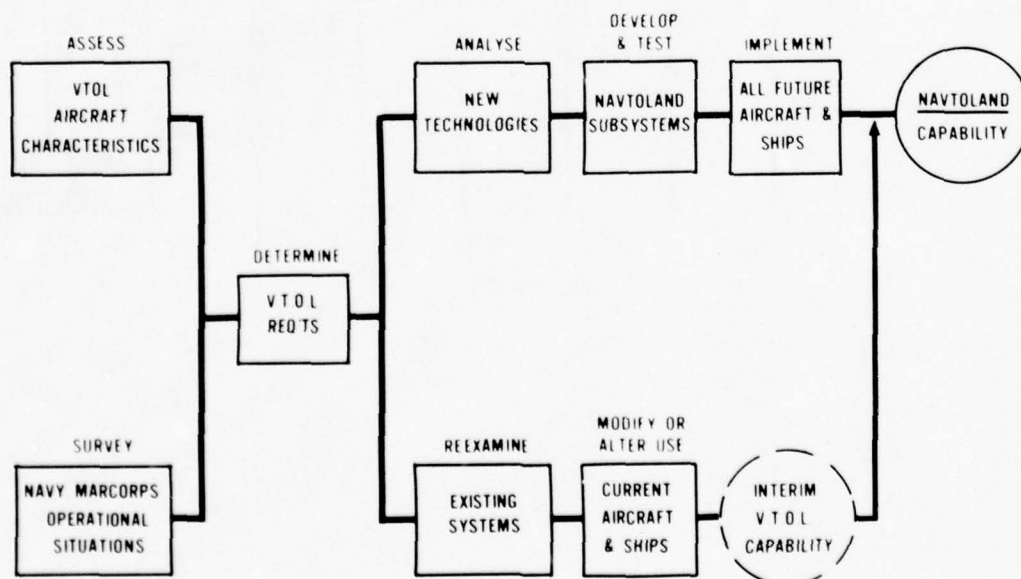 ASSESS
VTOL
AIRCRAFT
CHARACTERISTICS
SURVEY
NAVY MARCORPS
OPERATIONAL
SITUATIONS
DETERMINE
VTOL
REQ'TS
ANALYSE
NEW
TECHNOLOGIES
DEVELOP
& TEST
NAVTOLAND
SUBSYSTEMS
IMPLEMENT
ALL FUTURE
AIRCRAFT &
SHIPS
NAVTOLAND
CAPABILITY
REEXAMINE
EXISTING
SYSTEMS
MODIFY OR
ALTER USE
CURRENT
AIRCRAFT
& SHIPS
INTERIM
VTOL
CAPABILITY